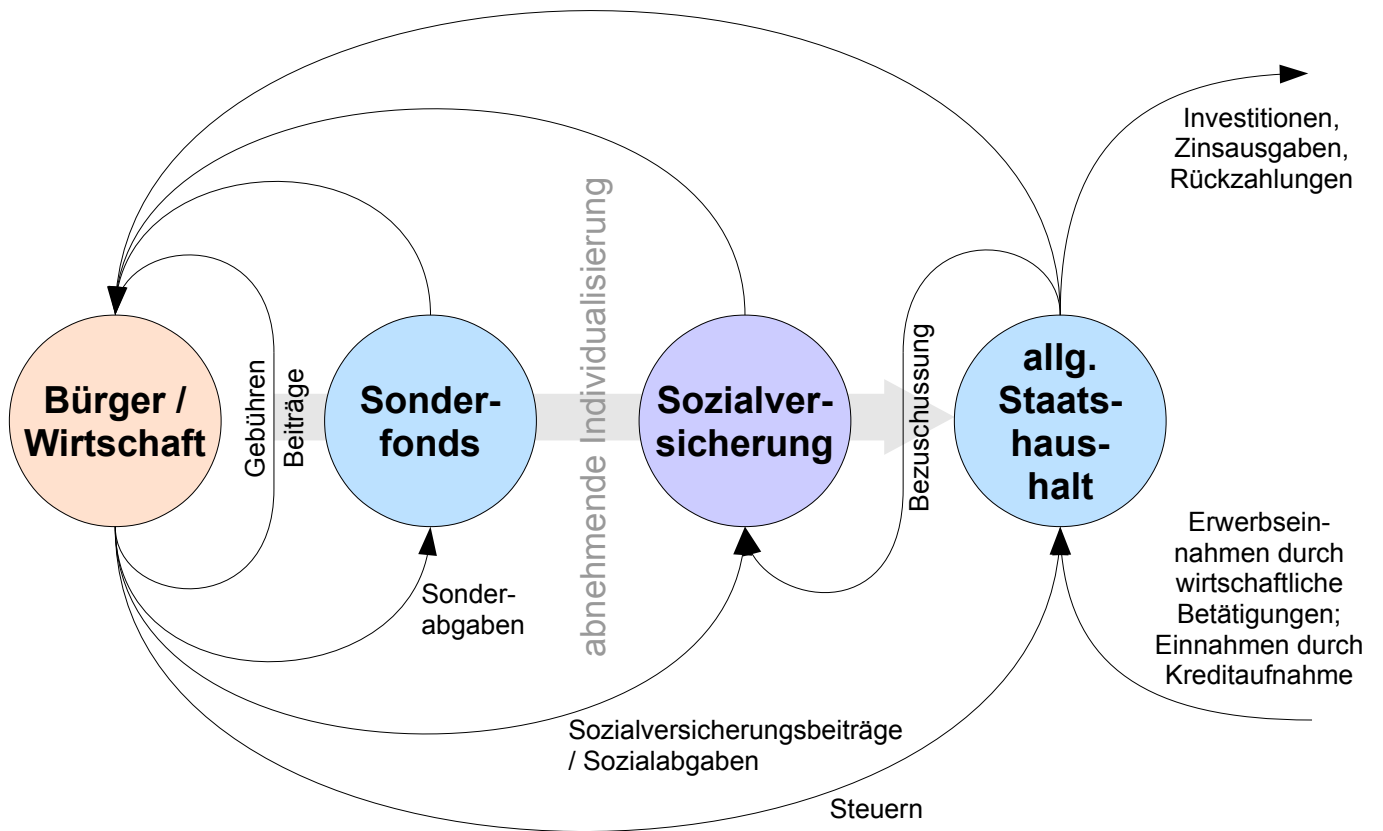 Investitionen,
Zinsausgaben,
Rückzahlungen
abnehmende Individualisierung
Bürger /
Wirtschaft
Gebühren
Beiträge
Sonder-
fonds
Sozialver-
sicherung
Bezuschussung
allg.
Staats-
haus-
halt
Erwerbsein-
nahmen durch
wirtschaftliche
Betätigungen;
Einnahmen durch
Kreditaufnahme
Sonder-
abgaben
Sozialversicherungsbeiträge
/ Sozialabgaben
Steuern